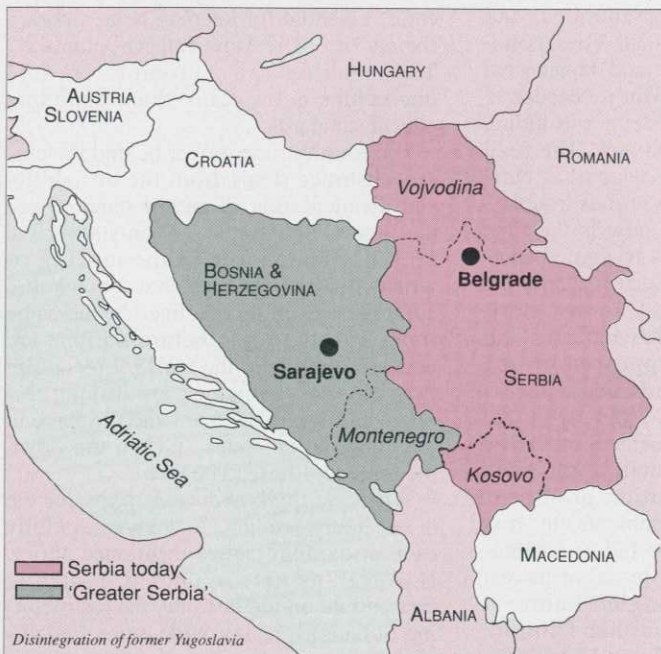 HUNGARY
AUSTRIA
SLOVENIA
CROATIA
ROMANIA
Vojvodina
BOSNIA &
HERZEGOVINA
Belgrade
Sarajevo
SERBIA
Montenegro
Adriatic Sea
Kosovo
MACEDONIA
Serbia today
'Greater Serbia'
ALBANIA
Disintegration of former Yugoslavia